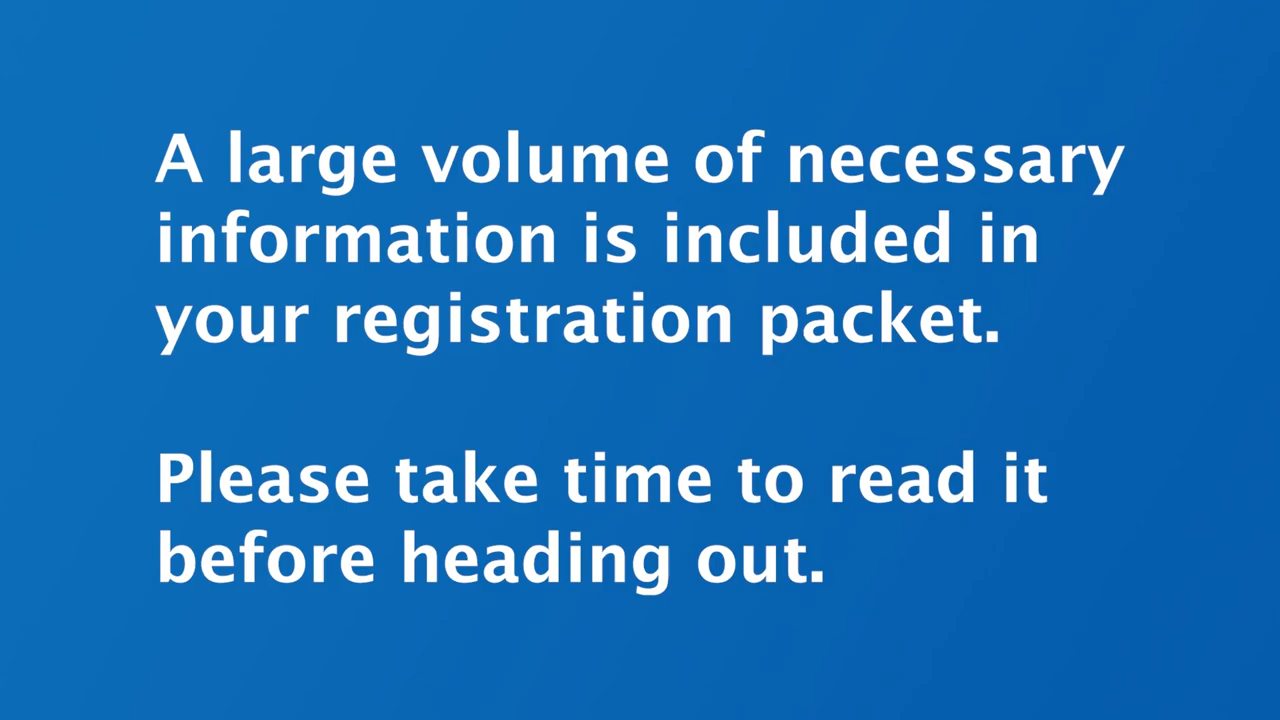 A large volume of necessary
information is included in
your registration packet.
Please take time to read it
before heading out.